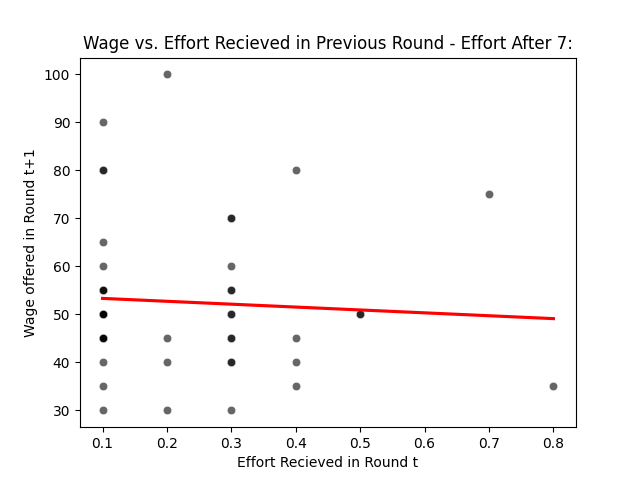 Wage vs. Effort Recieved in Previous Round - Effort After 7:
100
90
80
70
60
50
40
30
Wage offered in Round t+1
0.1 0.2 0.3 0.4 0.5 0.6 0.7 0.8
Effort Recieved in Round t